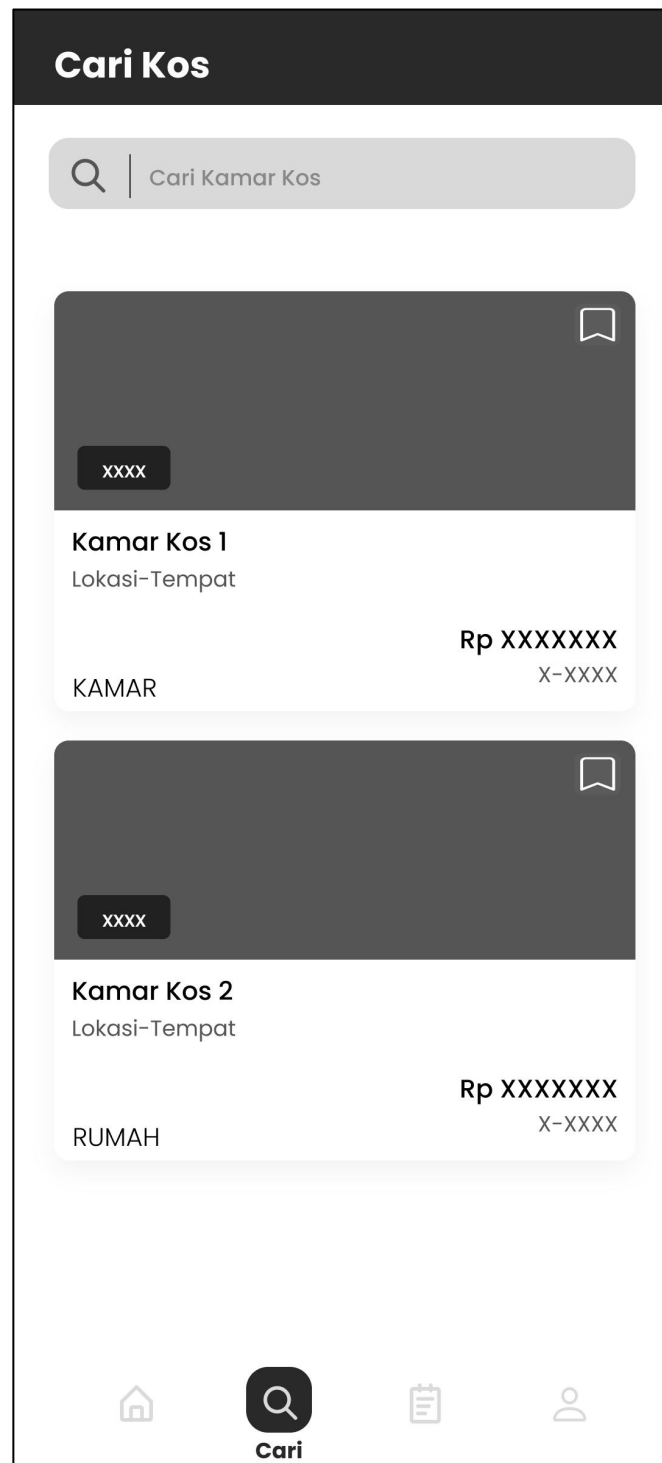 Cari Kos
Cari Kamar Kos
xxxx
Kamar Kos 1
Lokasi-Tempat
Rp XXXXXXX
X-XXXX
KAMAR
xxxx
Kamar Kos 2
Lokasi-Tempat
Rp XXXXXXX
X-XXXX
RUMAH
Cari